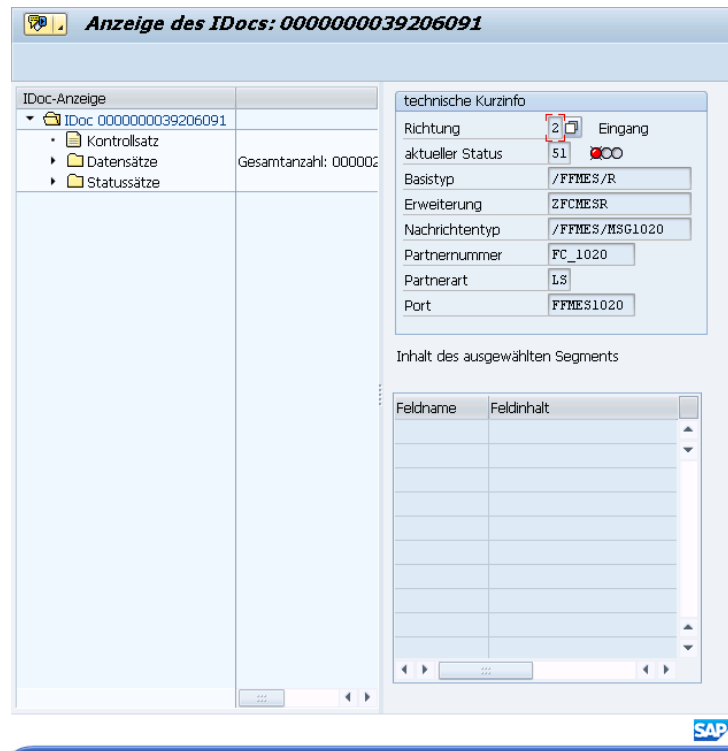 Anzeige des IDocs: 0000000039206091
IDoc-Anzeige
IDoc 0000000039206091
Kontrollsatz
Datensätze Gesamtanzahl: 000002
Statussätze
technische Kurzinfo
Richtung 2 Eingang
aktueller Status 51
Basistyp /FFMES/R
Erweiterung ZFCMESR
Nachrichtentyp /FFMES/MSG1020
Partnernummer FC_1020
Partnerart LS
Port FFMES1020
Inhalt des ausgewählten Segments
Feldname Feldinhalt
SAP